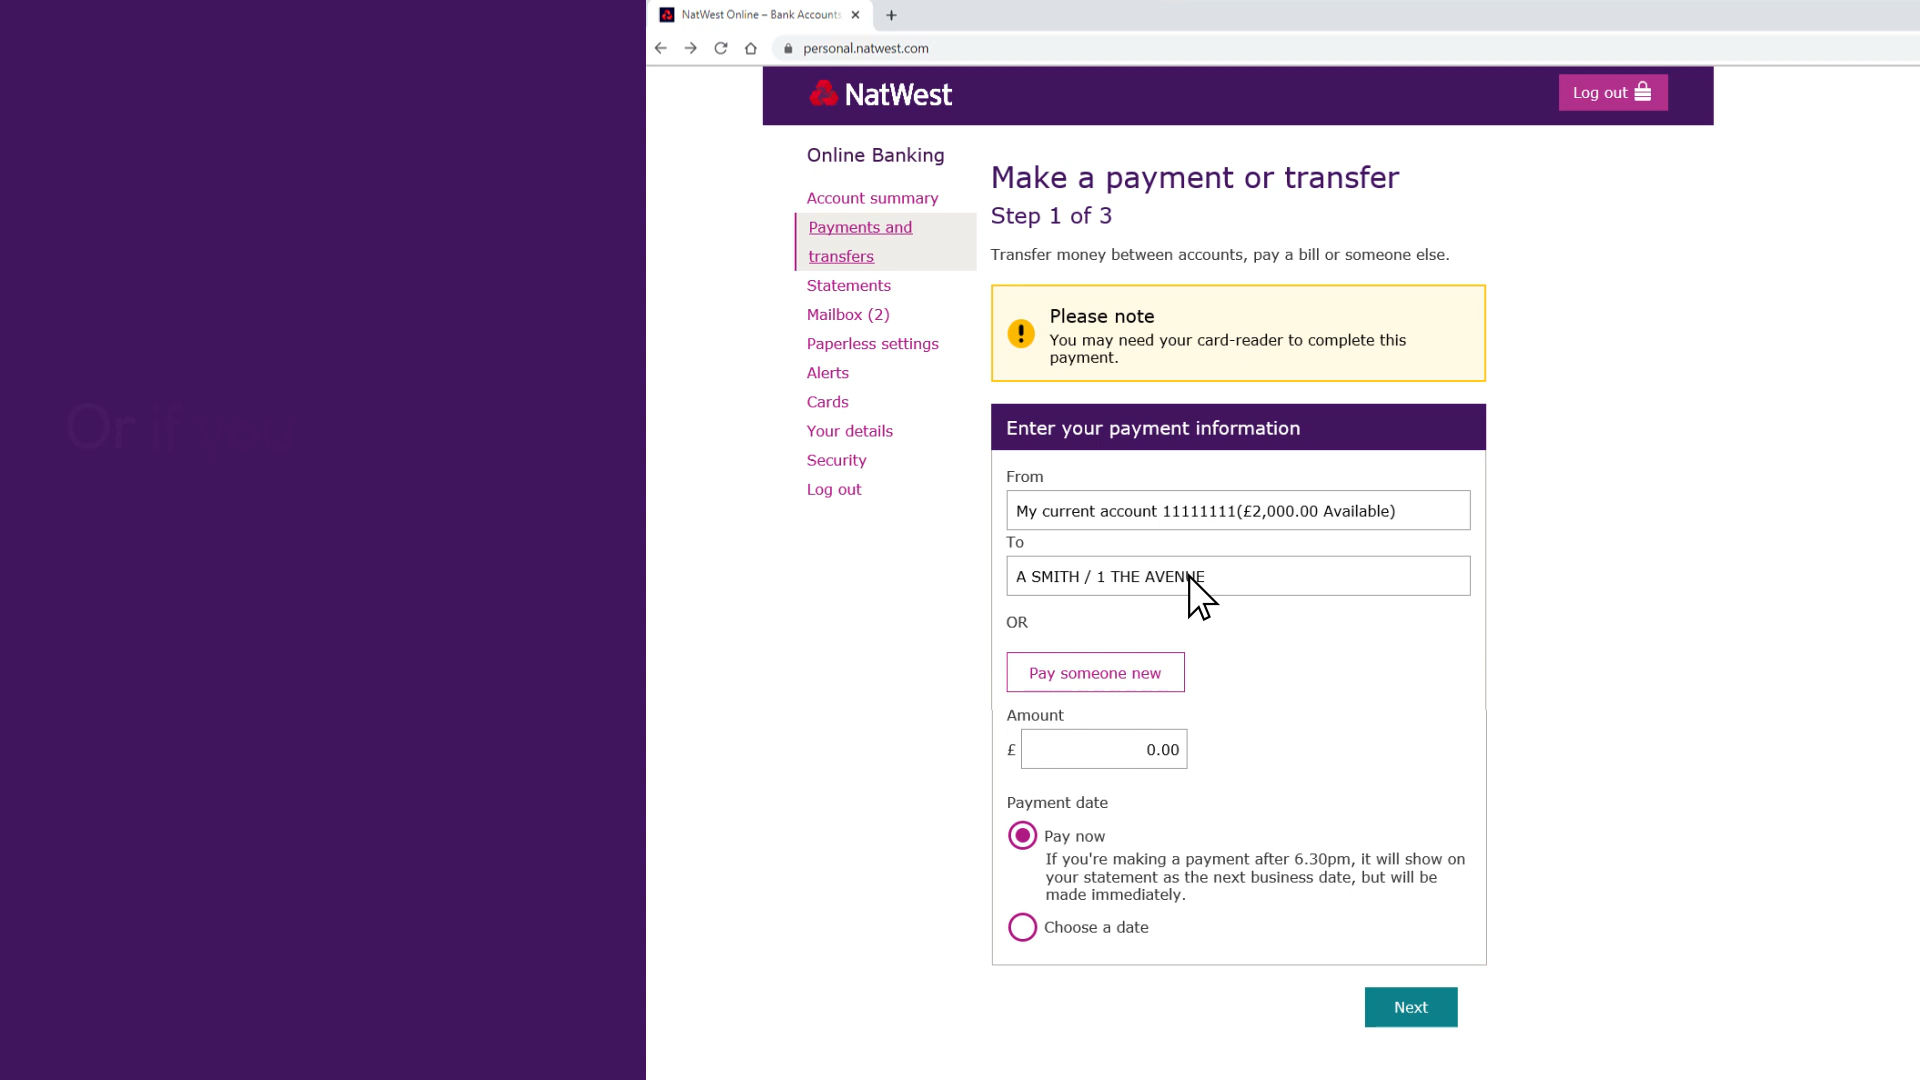 NatWest Online – Bank Accounts
personal.natwest.com
NatWest
Log out
Online Banking
Account summary
Payments and
transfers
Statements
Mailbox (2)
Paperless settings
Alerts
Cards
Your details
Security
Log out
Make a payment or transfer
Step 1 of 3
Transfer money between accounts, pay a bill or someone else.
Please note
You may need your card-reader to complete this
payment.
Enter your payment information
From
My current account 11111111(£2,000.00 Available)
To
A SMITH / 1 THE AVENUE
OR
Pay someone new
Amount
£ 0.00
Payment date
Pay now
If you're making a payment after 6.30pm, it will show on
your statement as the next business date, but will be
made immediately.
Choose a date
Next
Or if you